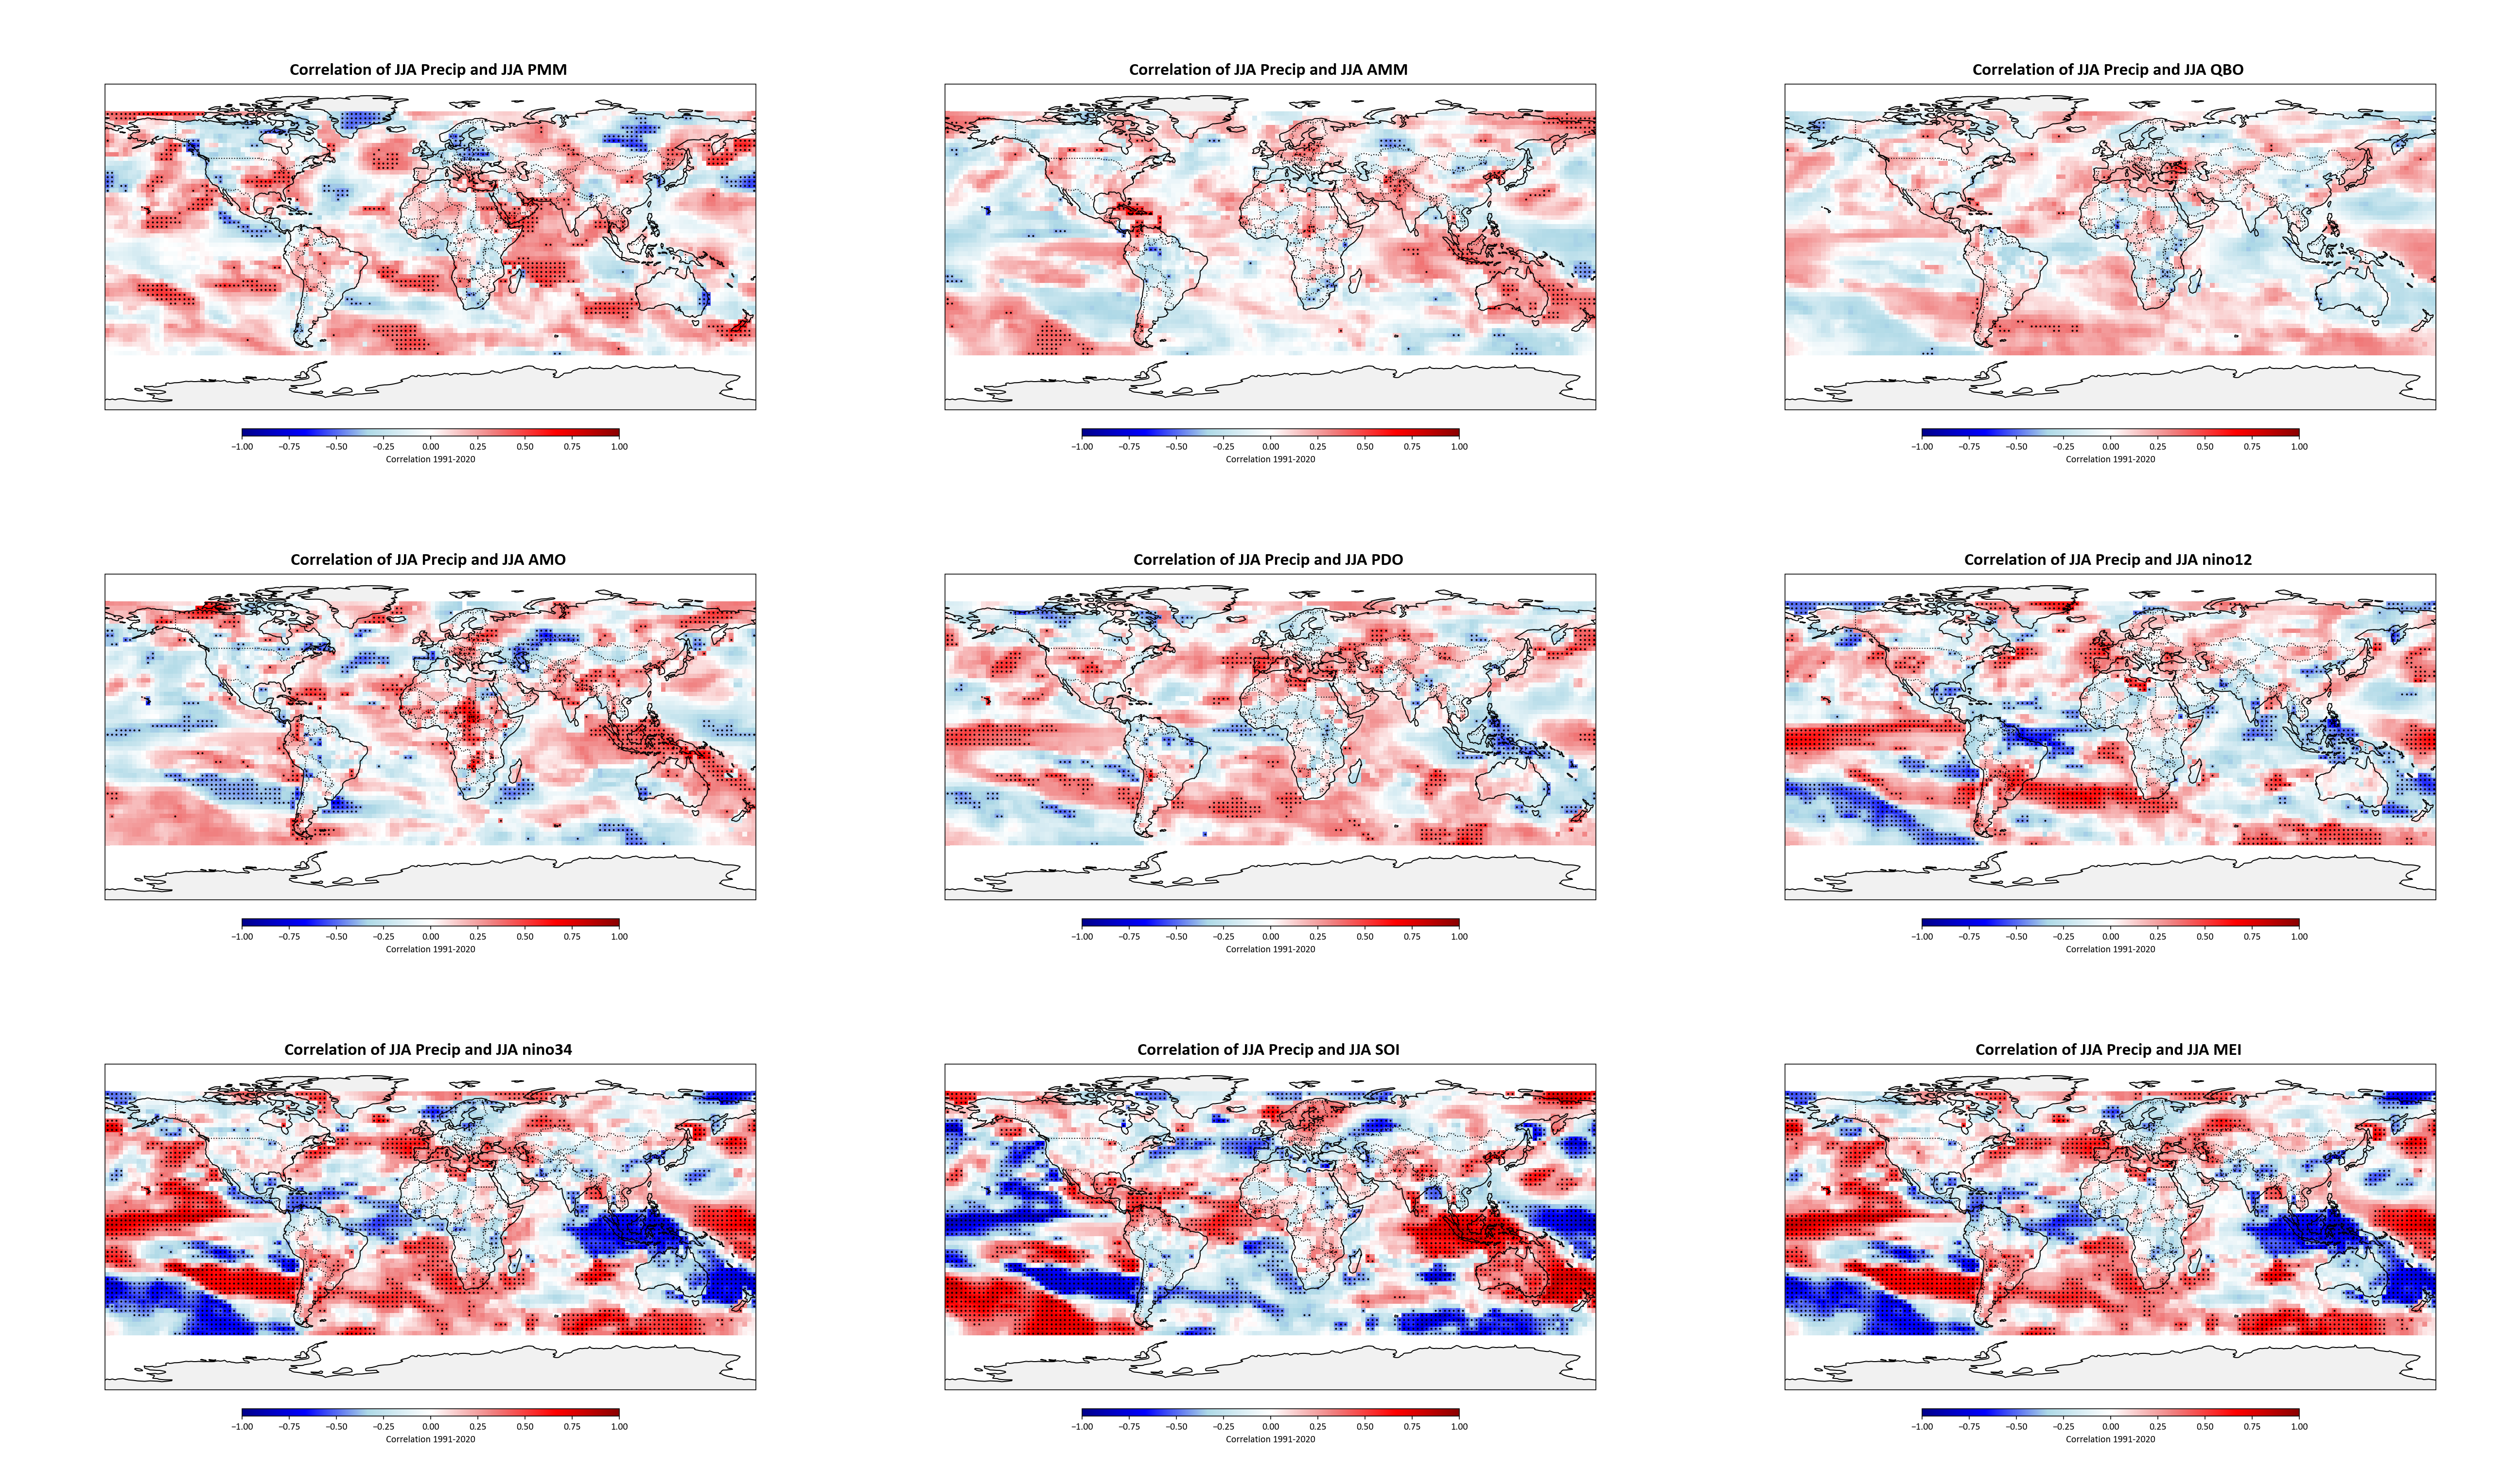 Correlation of JJA Precip and JJA PMM
Correlation of JJA Precip and JJA AMM
Correlation of JJA Precip and JJA QBO
−1.00 −0.75 −0.50 −0.25 0.00 0.25 0.50 0.75 1.00
Correlation 1991-2020
−1.00 −0.75 −0.50 −0.25 0.00 0.25 0.50 0.75 1.00
Correlation 1991-2020
−1.00 −0.75 −0.50 −0.25 0.00 0.25 0.50 0.75 1.00
Correlation 1991-2020
Correlation of JJA Precip and JJA AMO
Correlation of JJA Precip and JJA PDO
Correlation of JJA Precip and JJA nino12
−1.00 −0.75 −0.50 −0.25 0.00 0.25 0.50 0.75 1.00
Correlation 1991-2020
−1.00 −0.75 −0.50 −0.25 0.00 0.25 0.50 0.75 1.00
Correlation 1991-2020
−1.00 −0.75 −0.50 −0.25 0.00 0.25 0.50 0.75 1.00
Correlation 1991-2020
Correlation of JJA Precip and JJA nino34
Correlation of JJA Precip and JJA SOI
Correlation of JJA Precip and JJA MEI
−1.00 −0.75 −0.50 −0.25 0.00 0.25 0.50 0.75 1.00
Correlation 1991-2020
−1.00 −0.75 −0.50 −0.25 0.00 0.25 0.50 0.75 1.00
Correlation 1991-2020
−1.00 −0.75 −0.50 −0.25 0.00 0.25 0.50 0.75 1.00
Correlation 1991-2020